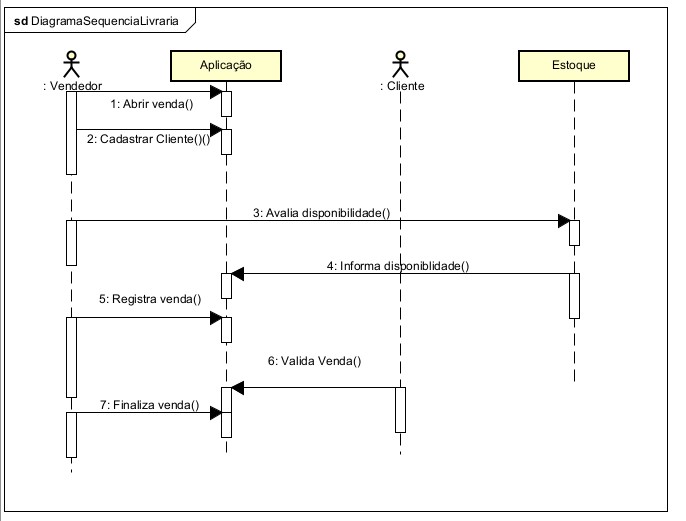 sd DiagramaSequenciaLivraria
: Vendedor
Aplicação
: Cliente
Estoque
1: Abrir venda()
2: Cadastrar Cliente()()
3: Avalia disponibilidade()
4: Informa disponiblidade()
5: Registra venda()
6: Valida Venda()
7: Finaliza venda()